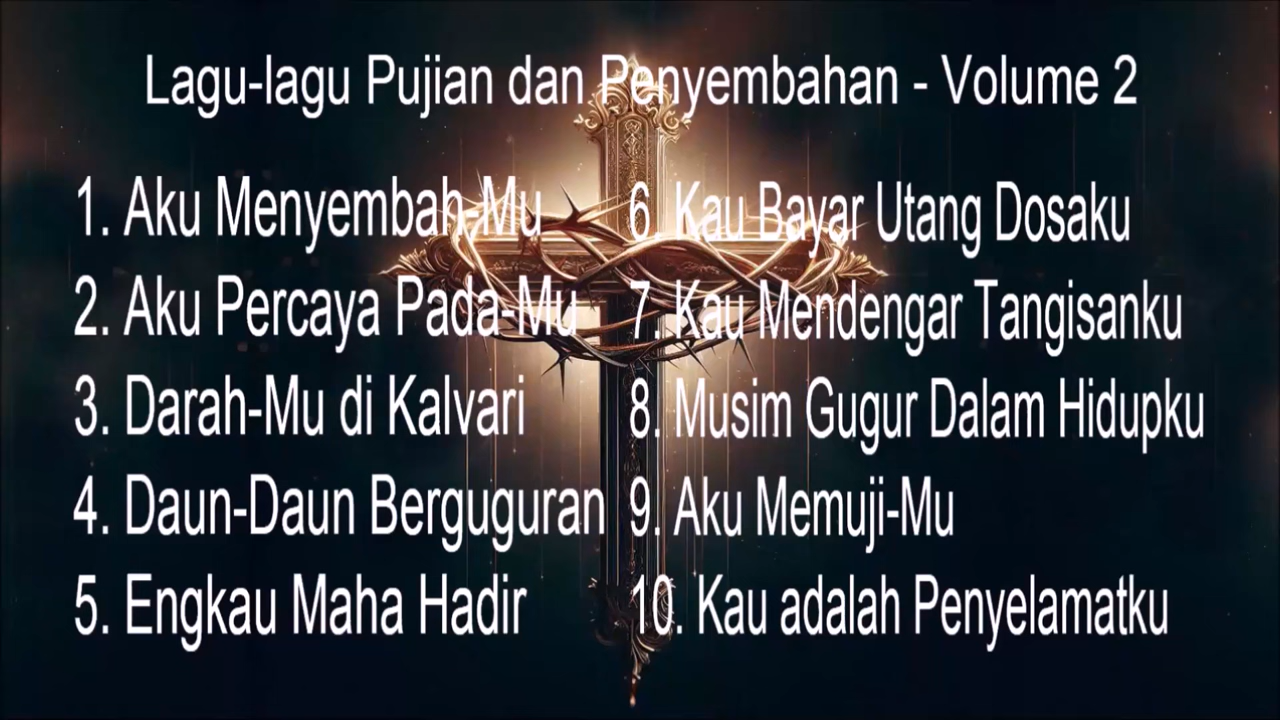 Lagu-lagu Pujian dan Penyembahan - Volume 2
1. Aku Menyembah-Mu
2. Aku Percaya Pada-Mu
3. Darah-Mu di Kalvari
4. Daun-Daun Berguguran
5. Engkau Maha Hadir
6. Kau Bayar Utang Dosaku
7. Kau Mendengar Tangisanku
8. Musim Gugur Dalam Hidupku
9. Aku Memuji-Mu
10. Kau adalah Penyelamatku